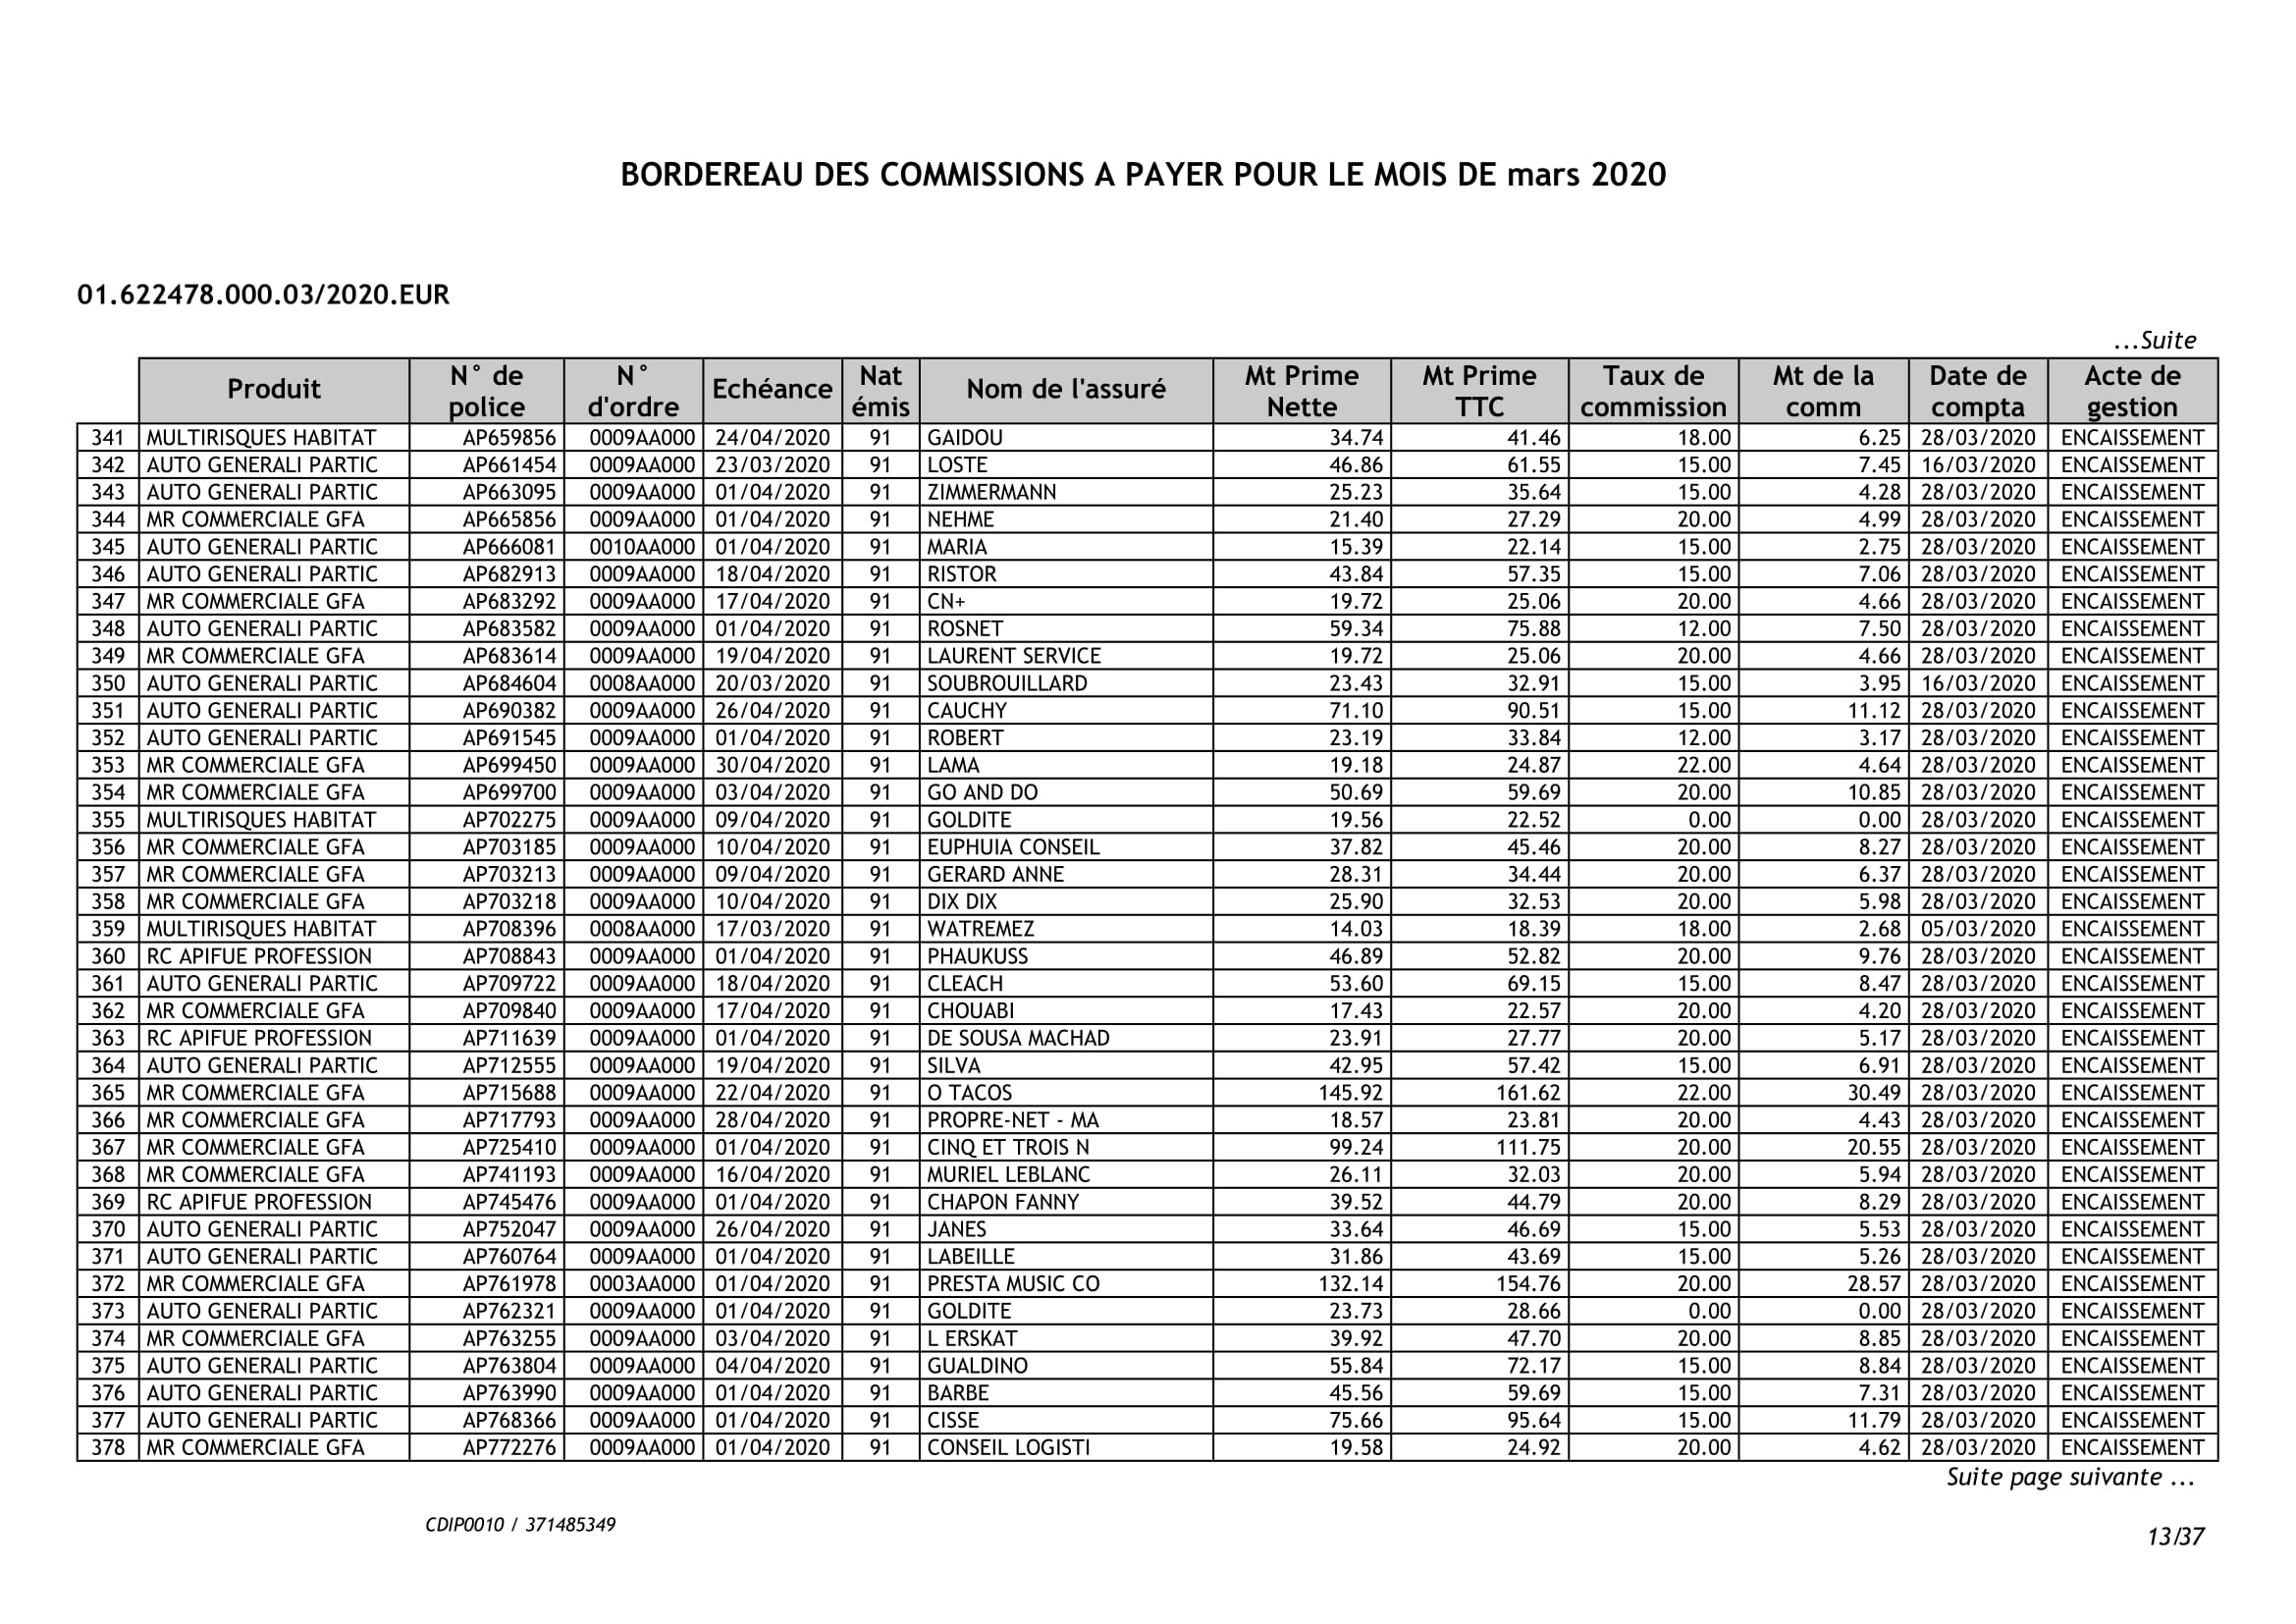 BORDEREAU DES COMMISSIONS A PAYER POUR LE MOIS DE mars 2020
01.622478.000.03/2020.EUR
...Suite
Produit N° de police N° d'ordre Echéance Nat émis Nom de l'assuré Mt Prime Nette Mt Prime TTC Taux de commission Mt de la comm Date de compta Acte de gestion
341 MULTIRISQUES HABITAT AP659856 0009AA000 24/04/2020 91 GAIDOU 34.74 41.46 18.00 6.25 28/03/2020 ENCAISSEMENT
342 AUTO GENERALI PARTIC AP661454 0009AA000 23/03/2020 91 LOSTE 46.86 61.55 15.00 7.45 16/03/2020 ENCAISSEMENT
343 AUTO GENERALI PARTIC AP663095 0009AA000 01/04/2020 91 ZIMMERMANN 25.23 35.64 15.00 4.28 28/03/2020 ENCAISSEMENT
344 MR COMMERCIALE GFA AP665856 0009AA000 01/04/2020 91 NEHME 21.40 27.29 20.00 4.99 28/03/2020 ENCAISSEMENT
345 AUTO GENERALI PARTIC AP666081 0010AA000 01/04/2020 91 MARIA 15.39 22.14 15.00 2.75 28/03/2020 ENCAISSEMENT
346 AUTO GENERALI PARTIC AP682913 0009AA000 18/04/2020 91 RISTOR 43.84 57.35 15.00 7.06 28/03/2020 ENCAISSEMENT
347 MR COMMERCIALE GFA AP683292 0009AA000 17/04/2020 91 CN+ 19.72 25.06 20.00 4.66 28/03/2020 ENCAISSEMENT
348 AUTO GENERALI PARTIC AP683582 0009AA000 01/04/2020 91 ROSNET 59.34 75.88 12.00 7.50 28/03/2020 ENCAISSEMENT
349 MR COMMERCIALE GFA AP683614 0009AA000 19/04/2020 91 LAURENT SERVICE 19.72 25.06 20.00 4.66 28/03/2020 ENCAISSEMENT
350 AUTO GENERALI PARTIC AP684604 0008AA000 20/03/2020 91 SOUBROUILLARD 23.43 32.91 15.00 3.95 16/03/2020 ENCAISSEMENT
351 AUTO GENERALI PARTIC AP690382 0009AA000 26/04/2020 91 CAUCHY 71.10 90.51 15.00 11.12 28/03/2020 ENCAISSEMENT
352 AUTO GENERALI PARTIC AP691545 0009AA000 01/04/2020 91 ROBERT 23.19 33.84 12.00 3.17 28/03/2020 ENCAISSEMENT
353 MR COMMERCIALE GFA AP699450 0009AA000 30/04/2020 91 LAMA 19.18 24.87 22.00 4.64 28/03/2020 ENCAISSEMENT
354 MR COMMERCIALE GFA AP699700 0009AA000 03/04/2020 91 GO AND DO 50.69 59.69 20.00 10.85 28/03/2020 ENCAISSEMENT
355 MULTIRISQUES HABITAT AP702275 0009AA000 09/04/2020 91 GOLDITE 19.56 22.52 0.00 0.00 28/03/2020 ENCAISSEMENT
356 MR COMMERCIALE GFA AP703185 0009AA000 10/04/2020 91 EUPHUIA CONSEIL 37.82 45.46 20.00 8.27 28/03/2020 ENCAISSEMENT
357 MR COMMERCIALE GFA AP703213 0009AA000 09/04/2020 91 GERARD ANNE 28.31 34.44 20.00 6.37 28/03/2020 ENCAISSEMENT
358 MR COMMERCIALE GFA AP703218 0009AA000 10/04/2020 91 DIX DIX 25.90 32.53 20.00 5.98 28/03/2020 ENCAISSEMENT
359 MULTIRISQUES HABITAT AP708396 0008AA000 17/03/2020 91 WATREMEZ 14.03 18.39 18.00 2.68 05/03/2020 ENCAISSEMENT
360 RC APIFUE PROFESSION AP708843 0009AA000 01/04/2020 91 PHAUKUSS 46.89 52.82 20.00 9.76 28/03/2020 ENCAISSEMENT
361 AUTO GENERALI PARTIC AP709722 0009AA000 18/04/2020 91 CLEACH 53.60 69.15 15.00 8.47 28/03/2020 ENCAISSEMENT
362 MR COMMERCIALE GFA AP709840 0009AA000 17/04/2020 91 CHOUABI 17.43 22.57 20.00 4.20 28/03/2020 ENCAISSEMENT
363 RC APIFUE PROFESSION AP711639 0009AA000 01/04/2020 91 DE SOUSA MACHAD 23.91 27.77 20.00 5.17 28/03/2020 ENCAISSEMENT
364 AUTO GENERALI PARTIC AP712555 0009AA000 19/04/2020 91 SILVA 42.95 57.42 15.00 6.91 28/03/2020 ENCAISSEMENT
365 MR COMMERCIALE GFA AP715688 0009AA000 22/04/2020 91 O TACOS 145.92 161.62 22.00 30.49 28/03/2020 ENCAISSEMENT
366 MR COMMERCIALE GFA AP717793 0009AA000 28/04/2020 91 PROPRE-NET - MA 18.57 23.81 20.00 4.43 28/03/2020 ENCAISSEMENT
367 MR COMMERCIALE GFA AP725410 0009AA000 01/04/2020 91 CINQ ET TROIS N 99.24 111.75 20.00 20.55 28/03/2020 ENCAISSEMENT
368 MR COMMERCIALE GFA AP741193 0009AA000 16/04/2020 91 MURIEL LEBLANC 26.11 32.03 20.00 5.94 28/03/2020 ENCAISSEMENT
369 RC APIFUE PROFESSION AP745476 0009AA000 01/04/2020 91 CHAPON FANNY 39.52 44.79 20.00 8.29 28/03/2020 ENCAISSEMENT
370 AUTO GENERALI PARTIC AP752047 0009AA000 26/04/2020 91 JANES 33.64 46.69 15.00 5.53 28/03/2020 ENCAISSEMENT
371 AUTO GENERALI PARTIC AP760764 0009AA000 01/04/2020 91 LABEILLE 31.86 43.69 15.00 5.26 28/03/2020 ENCAISSEMENT
372 MR COMMERCIALE GFA AP761978 0003AA000 01/04/2020 91 PRESTA MUSIC CO 132.14 154.76 20.00 28.57 28/03/2020 ENCAISSEMENT
373 AUTO GENERALI PARTIC AP762321 0009AA000 01/04/2020 91 GOLDITE 23.73 28.66 0.00 0.00 28/03/2020 ENCAISSEMENT
374 MR COMMERCIALE GFA AP763255 0009AA000 03/04/2020 91 L ERSKAT 39.92 47.70 20.00 8.85 28/03/2020 ENCAISSEMENT
375 AUTO GENERALI PARTIC AP763804 0009AA000 04/04/2020 91 GUALDINO 55.84 72.17 15.00 8.84 28/03/2020 ENCAISSEMENT
376 AUTO GENERALI PARTIC AP763990 0009AA000 01/04/2020 91 BARBE 45.56 59.69 15.00 7.31 28/03/2020 ENCAISSEMENT
377 AUTO GENERALI PARTIC AP768366 0009AA000 01/04/2020 91 CISSE 75.66 95.64 15.00 11.79 28/03/2020 ENCAISSEMENT
378 MR COMMERCIALE GFA AP772276 0009AA000 01/04/2020 91 CONSEIL LOGISTI 19.58 24.92 20.00 4.62 28/03/2020 ENCAISSEMENT
Suite page suivante ...
CDIP0010 / 371485349
13/37